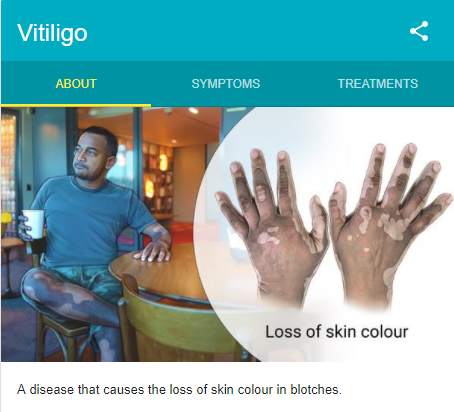 Vitiligo
ABOUT SYMPTOMS TREATMENTS
Loss of skin colour
A disease that causes the loss of skin colour in blotches.